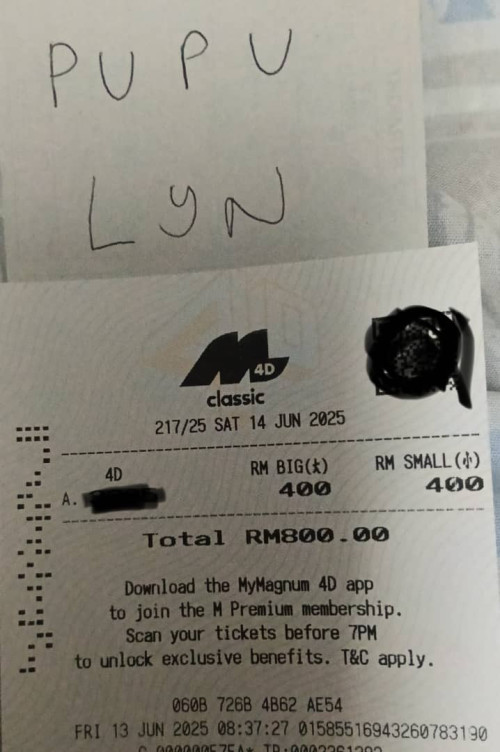 PUPU
LYN
M 4D
classic
217/25 SAT 14 JUN 2025
4D RM BIG(大) RM SMALL(小)
A. 400 400
Total RM800.00
Download the MyMagnum 4D app
to join the M Premium membership.
Scan your tickets before 7PM
to unlock exclusive benefits. T&C apply.
060B 726B 4B62 AE54
FRI 13 JUN 2025 08:37:27 01585516943260783190